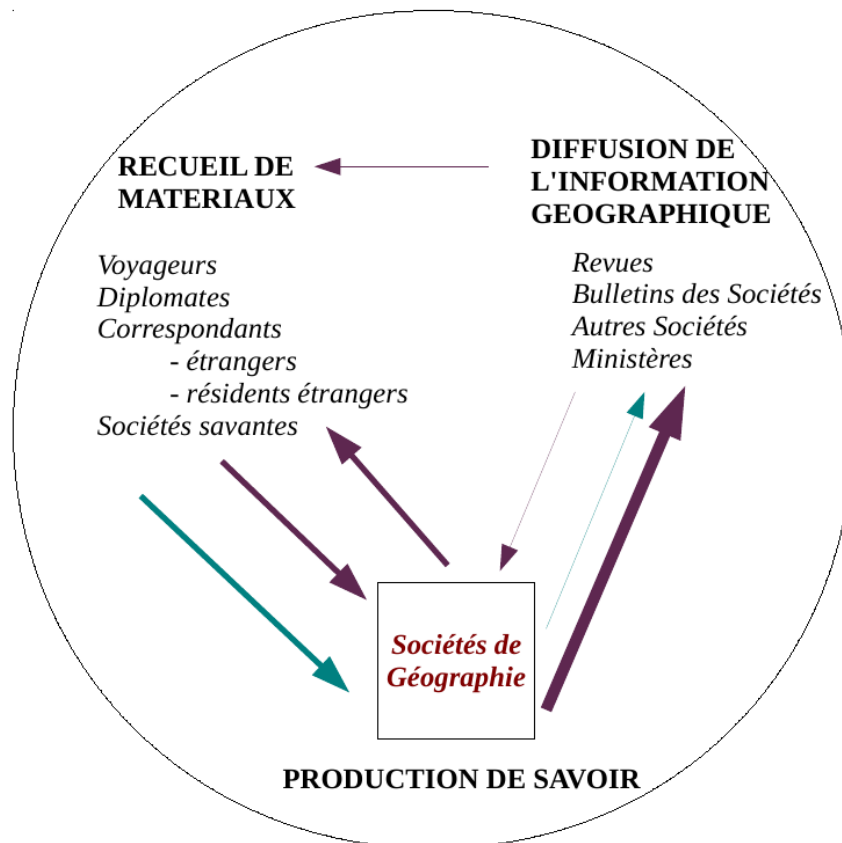 RECUEIL DE
MATERIAUX
Voyageurs
Diplomates
Correspondants
- étrangers
- résidents étrangers
Sociétés savantes
DIFFUSION DE
L'INFORMATION
GEOGRAPHIQUE
Revues
Bulletins des Sociétés
Autres Sociétés
Ministères
Sociétés de
Géographie
PRODUCTION DE SAVOIR